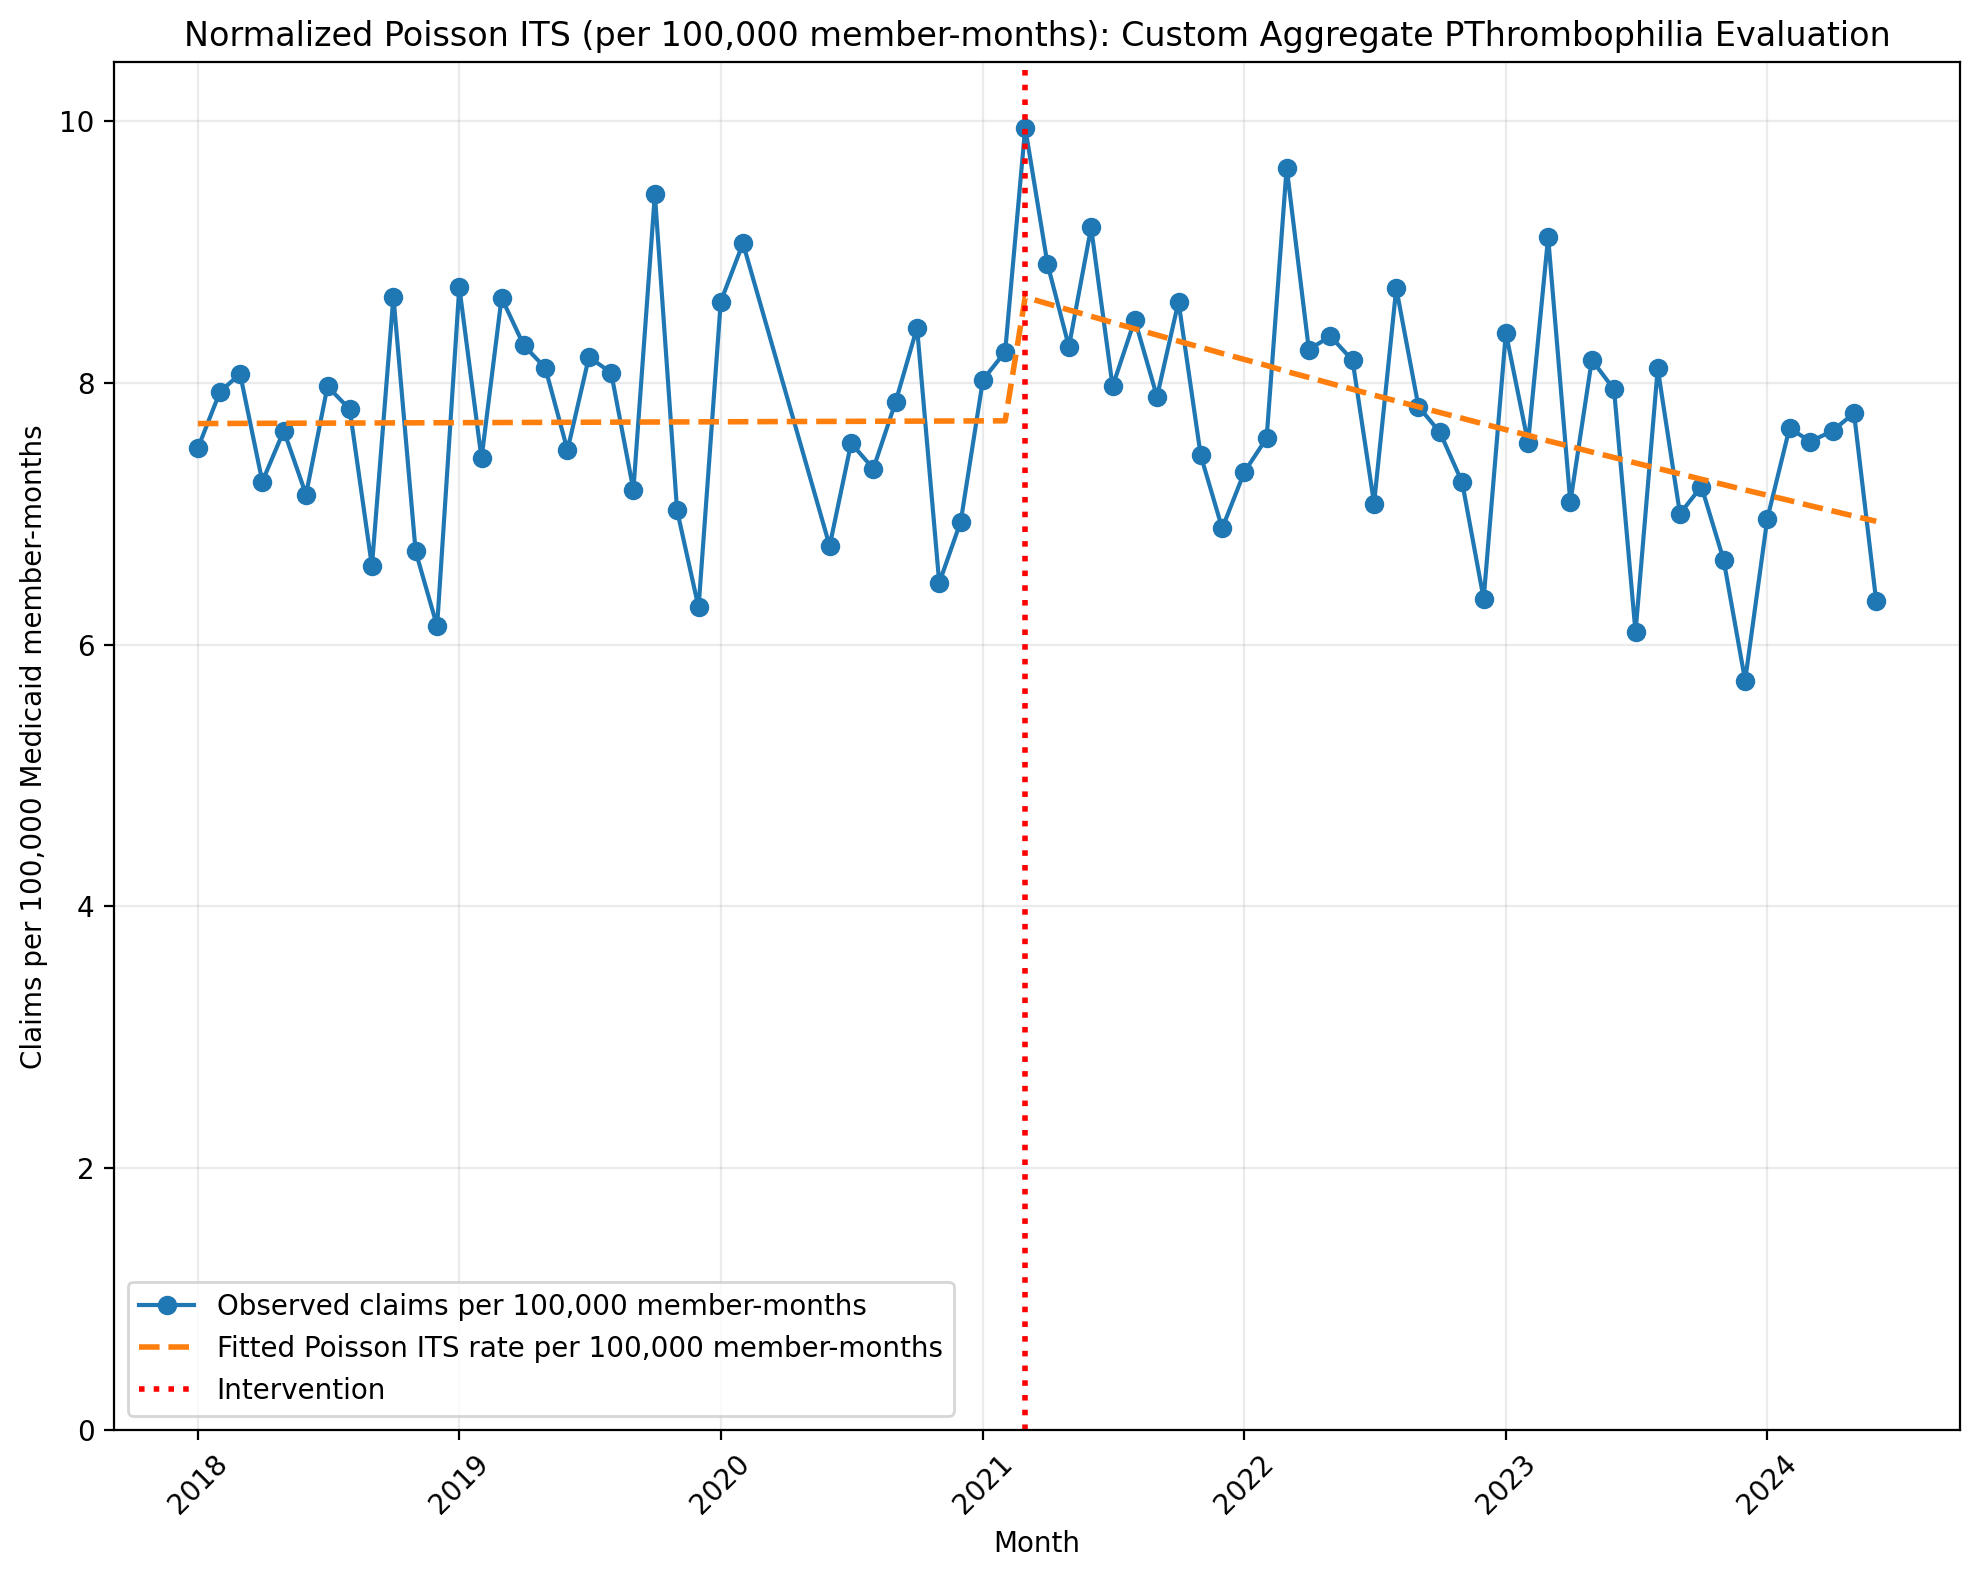 Normalized Poisson ITS (per 100,000 member-months): Custom Aggregate PThrombophilia Evaluation
Claims per 100,000 Medicaid member-months
10
8
6
4
2
0
Observed claims per 100,000 member-months
Fitted Poisson ITS rate per 100,000 member-months
Intervention
2018
2019
2020
2021
2022
2023
2024
Month